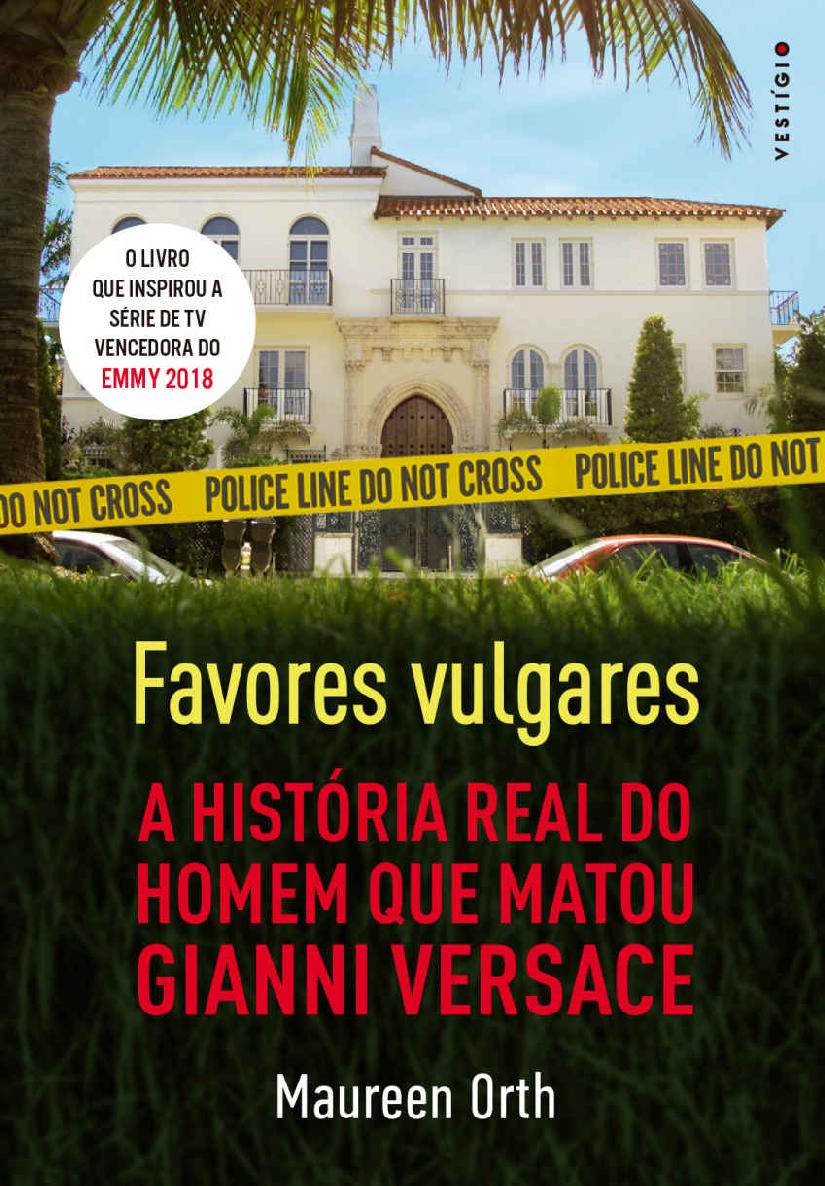 VESTÍGIO
O LIVRO
QUE INSPIROU A
SÉRIE DE TV
VENCEDORA DO
EMMY 2018
DO NOT CROSS POLICE LINE DO NOT CROSS POLICE LINE DO NOT
Favores vulgares
A HISTÓRIA REAL DO
HOMEM QUE MATOU
GIANNI VERSACE
Maureen Orth